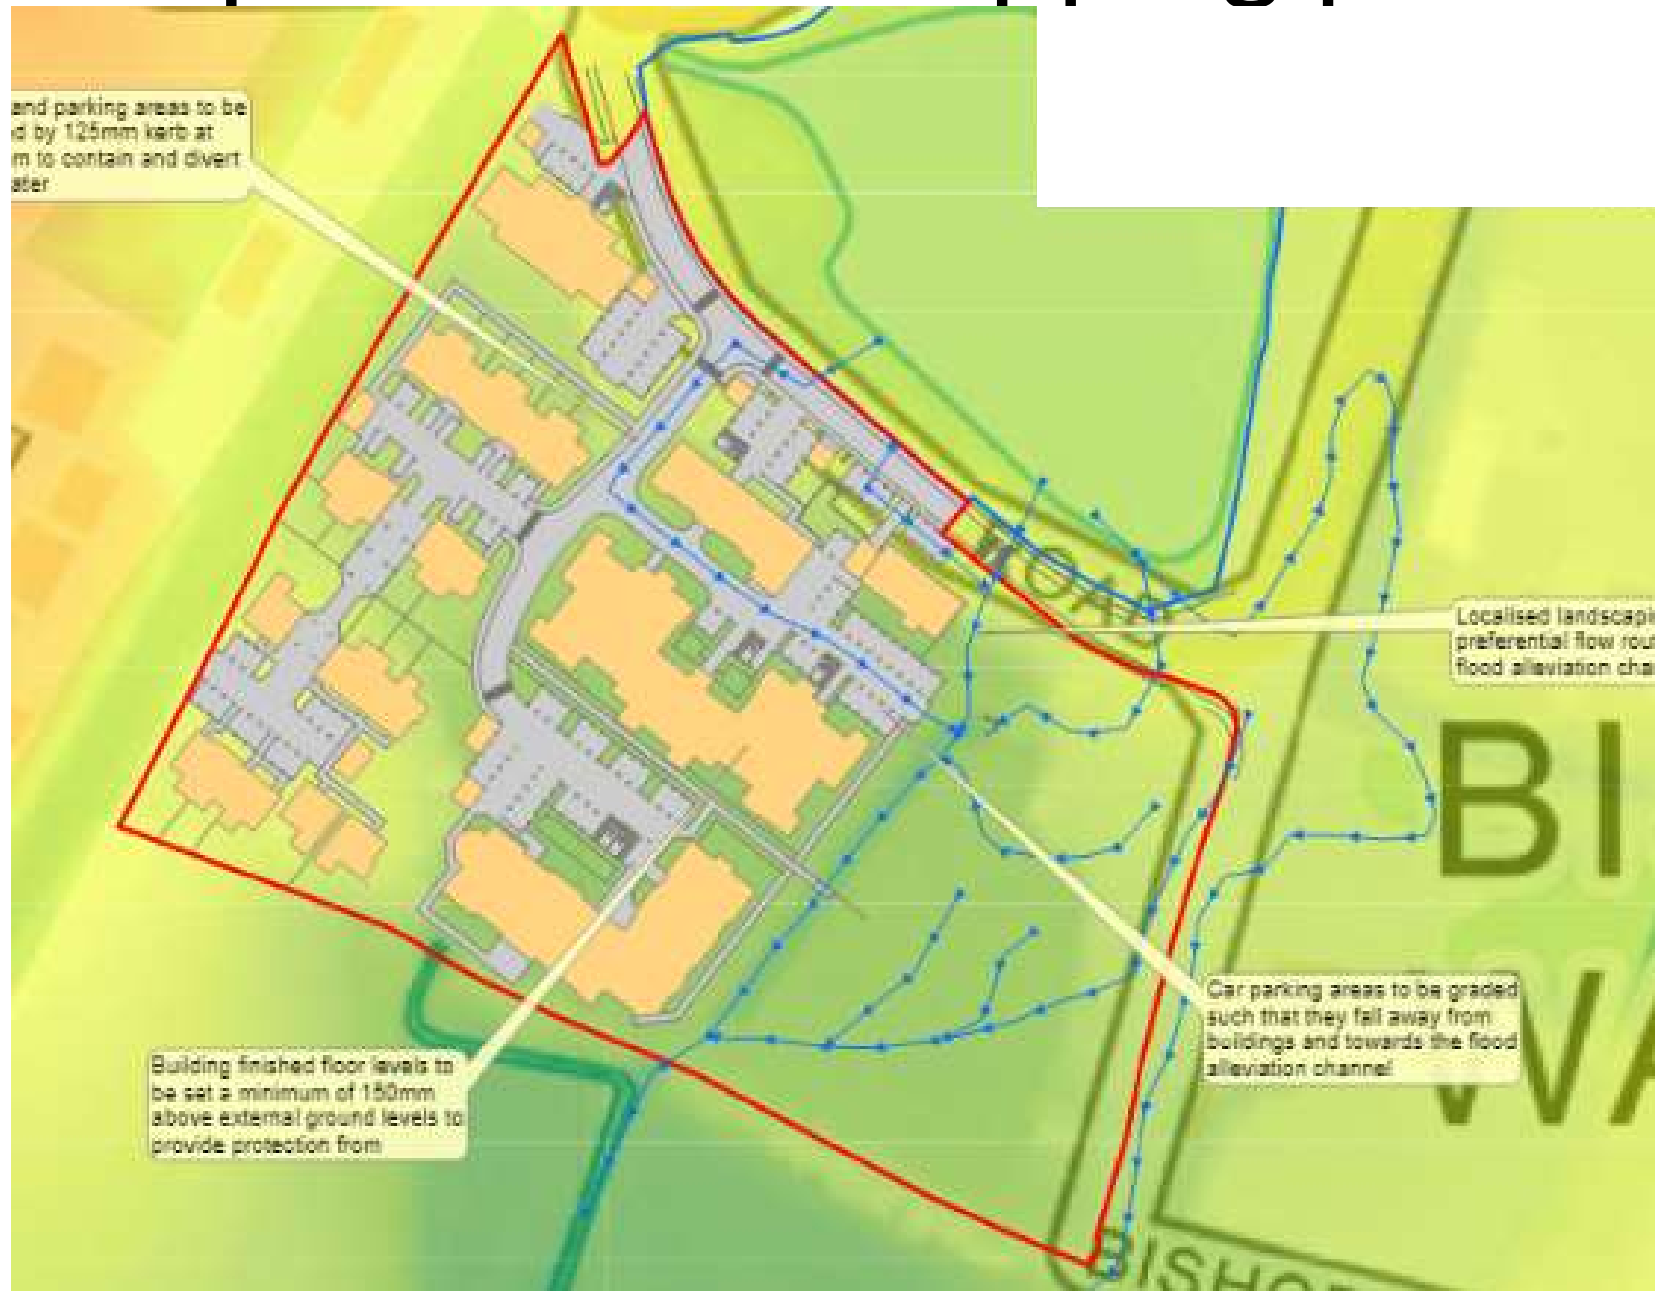 and parking areas to be
d by 125mm kerb at
m to contain and divert
ater
Localised landscapi
preferential flow rou
flood alleviation cha
OA
BI
WA
Car parking areas to be graded
such that they fall away from
buildings and towards the flood
alleviation channel
Building finished floor levels to
be set a minimum of 150mm
above external ground levels to
provide protection from
BISHOP